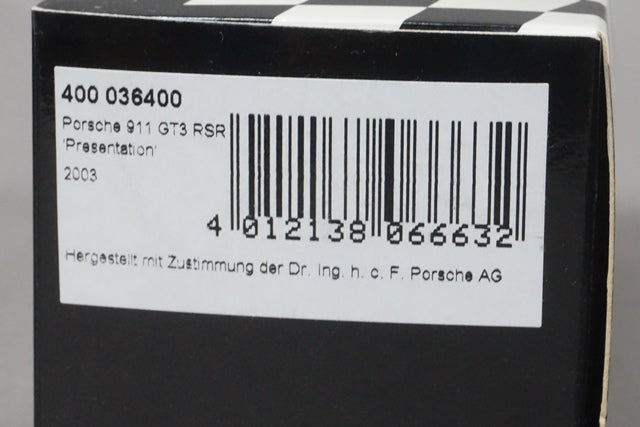 400 036400
Porsche 911 GT3 RSR
'Presentation'
2003
4 012138 066632
Hergestellt mit Zustimmung der Dr. Ing. h. c. F. Porsche AG